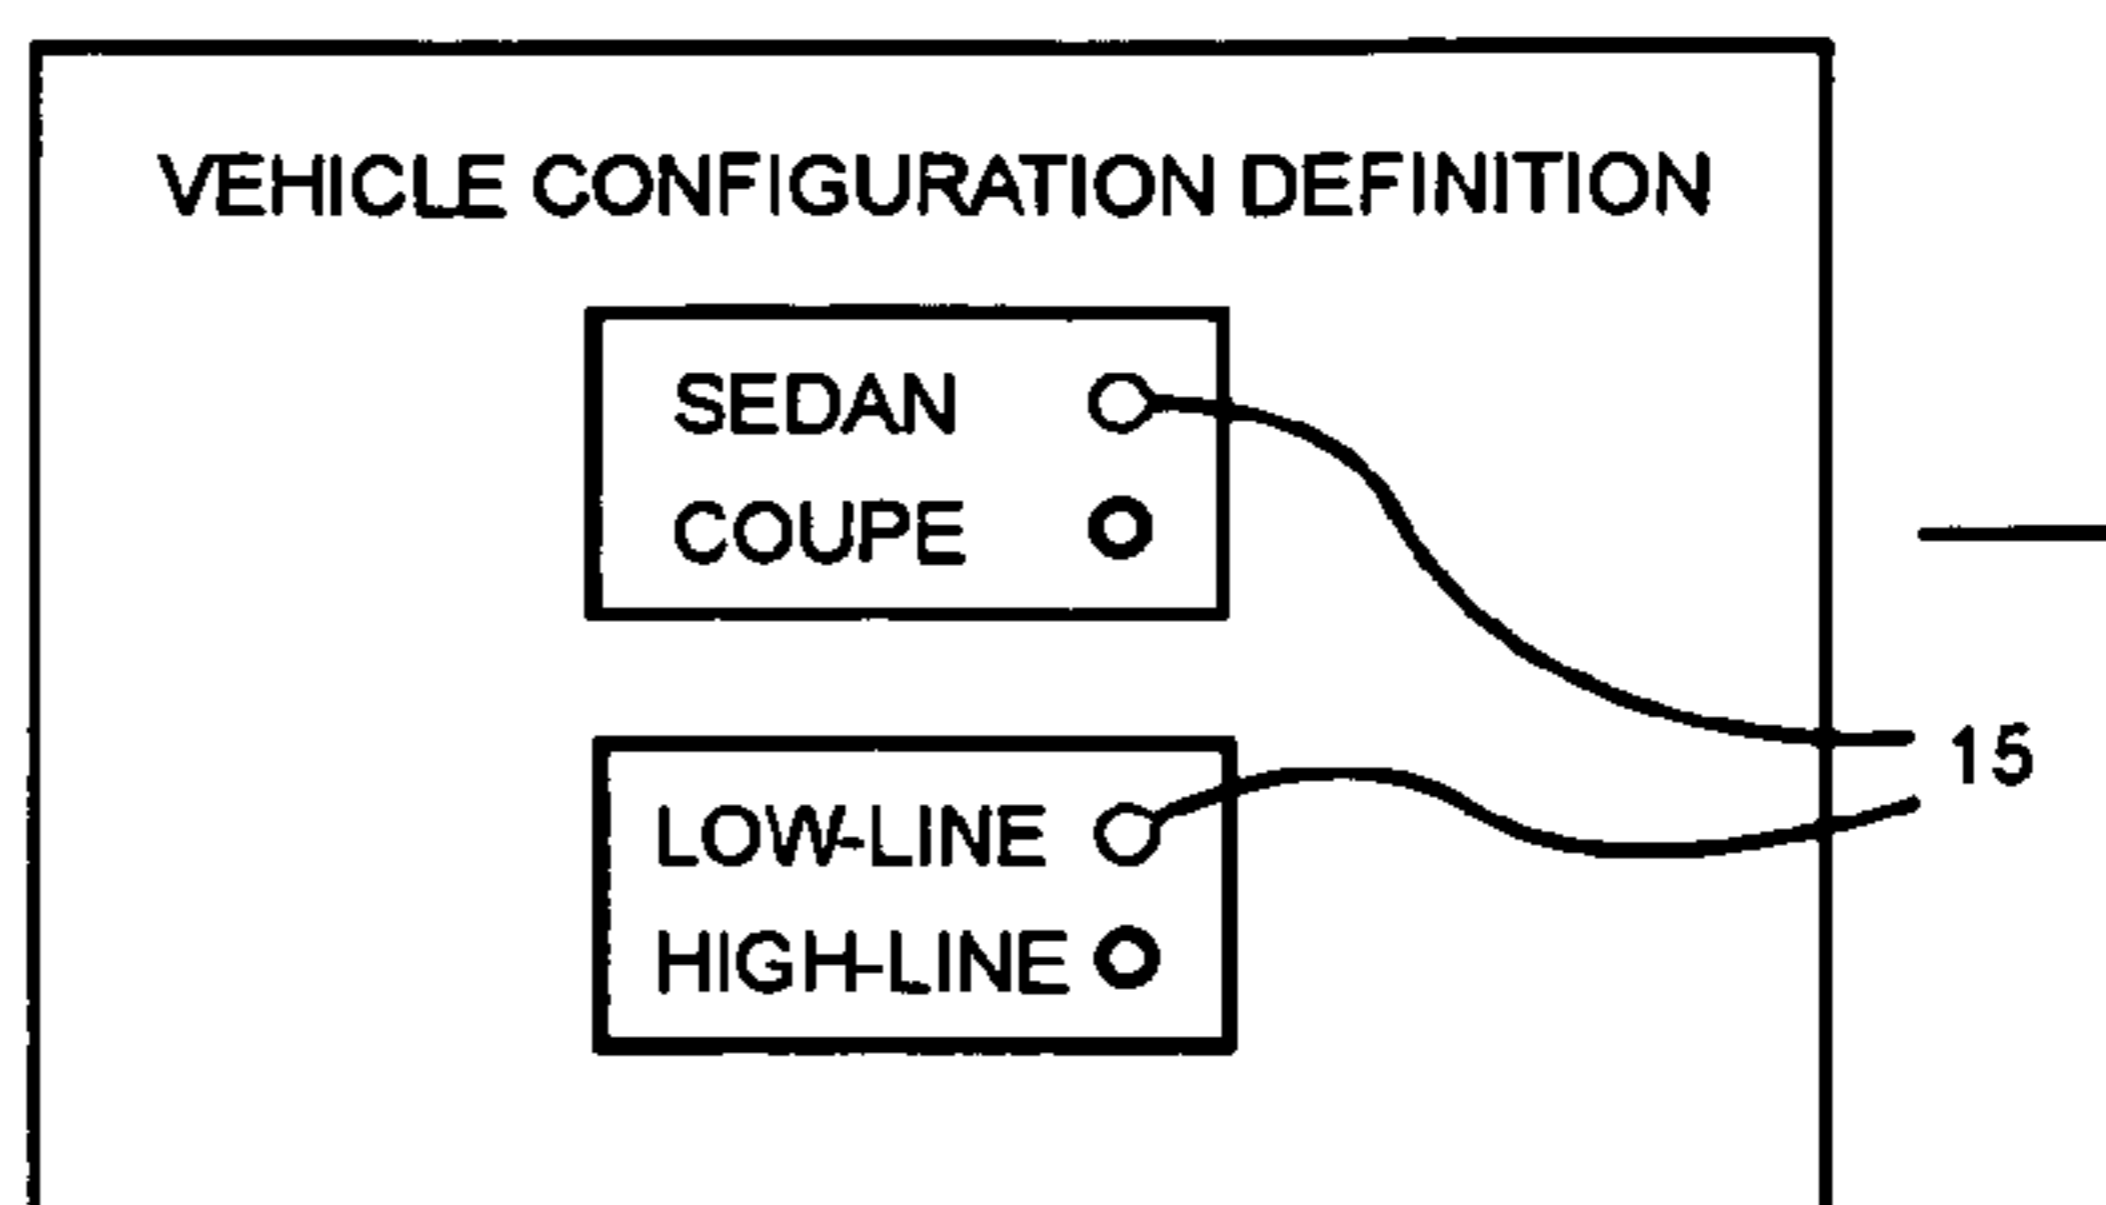 VEHICLE CONFIGURATION DEFINITION
SEDAN
COUPE
15
LOW-LINE
HIGH-LINE